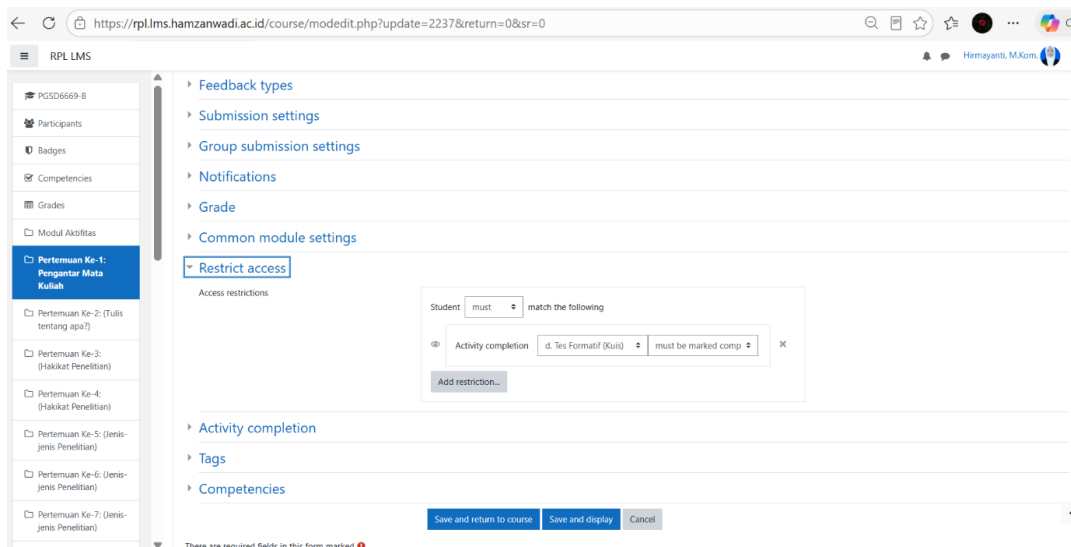 https://rpl.lms.hamzanwadi.ac.id/course/modedit.php?update=2237&return=0&sr=0
RPL LMS
Hirmayanti, M.Kom.
PGSD6669-B
Participants
Badges
Competencies
Grades
Modul Aktifitas
Pertemuan Ke-1:
Pengantar Mata
Kuliah
Pertemuan Ke-2: (Tulis
tentang apa?)
Pertemuan Ke-3:
(Hakikat Penelitian)
Pertemuan Ke-4:
(Hakikat Penelitian)
Pertemuan Ke-5: (Jenis-
jenis Penelitian)
Pertemuan Ke-6: (Jenis-
jenis Penelitian)
Pertemuan Ke-7: (Jenis-
jenis Penelitian)
Feedback types
Submission settings
Group submission settings
Notifications
Grade
Common module settings
Restrict access
Access restrictions
Student must match the following
Activity completion d. Tes Formatif (Kuis) must be marked comp
Add restriction...
Activity completion
Tags
Competencies
Save and return to course Save and display Cancel
There are required fields in this form marked